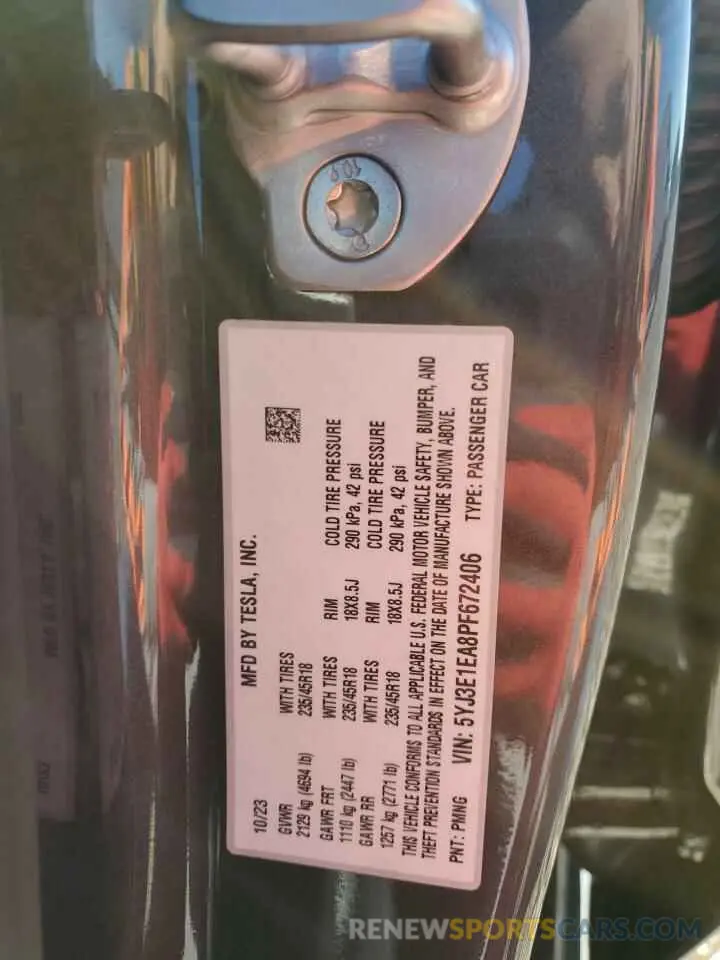 10.9
MFD BY TESLA, INC.
10/23
GVWR WITH TIRES
2129 kg (4694 lb) 235/45R18
GAWR FRT WITH TIRES RIM COLD TIRE PRESSURE
1110 kg (2447 lb) 235/45R18 18X8.5J 290 kPa, 42 psi
GAWR RR WITH TIRES RIM COLD TIRE PRESSURE
1257 kg (2771 lb) 235/45R18 18X8.5J 290 kPa, 42 psi
THIS VEHICLE CONFORMS TO ALL APPLICABLE U.S. FEDERAL MOTOR VEHICLE SAFETY, BUMPER, AND
THEFT PREVENTION STANDARDS IN EFFECT ON THE DATE OF MANUFACTURE SHOWN ABOVE.
PNT: PMNG VIN: 5YJ3E1EA8PF672406 TYPE: PASSENGER CAR
RENEWSPORTSCARS.COM